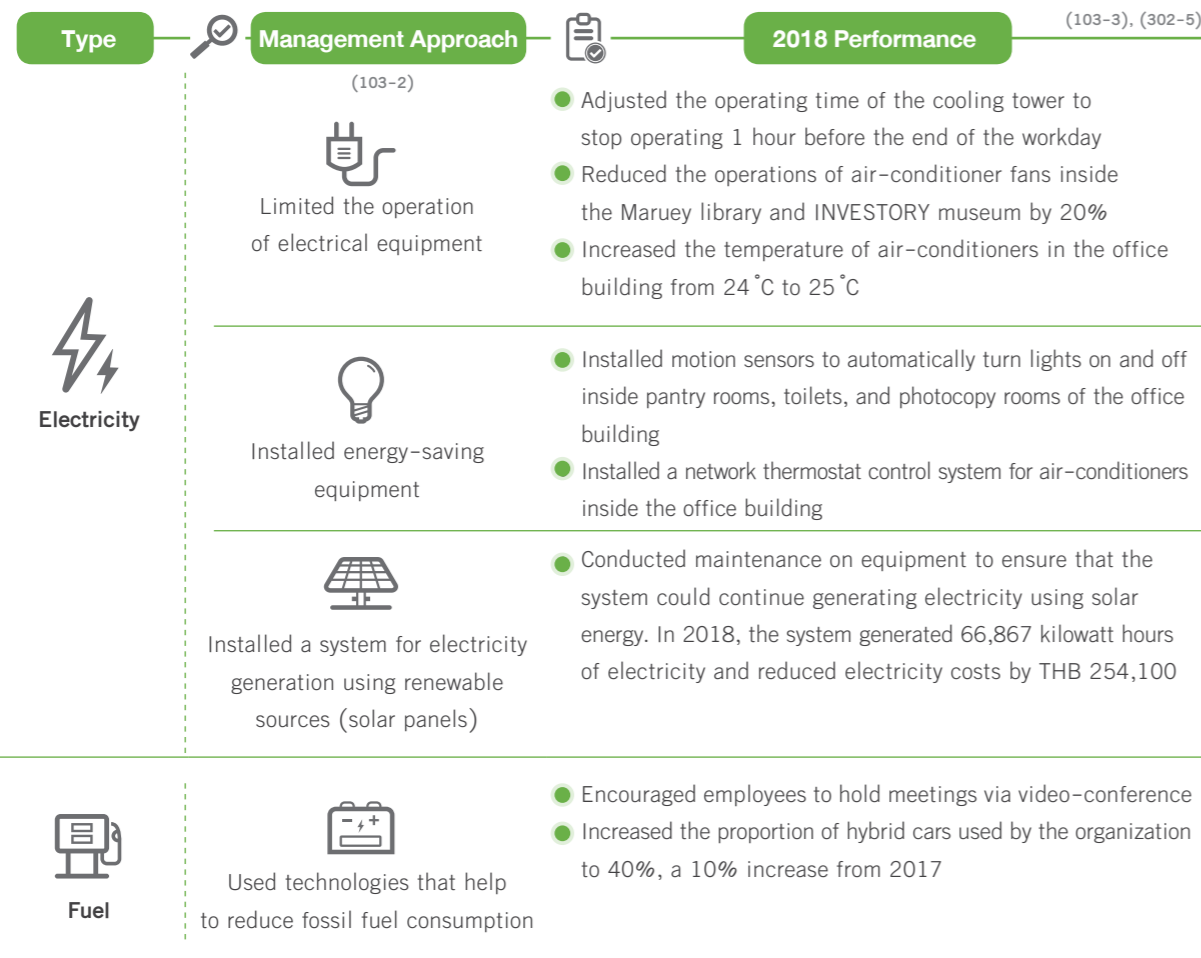 Type
Management Approach
2018 Performance
(103-3), (302-5)
(103-2)
Electricity
Limited the operation
of electrical equipment
Adjusted the operating time of the cooling tower to
stop operating 1 hour before the end of the workday
Reduced the operations of air-conditioner fans inside
the Maruey library and INVESTORY museum by 20%
Increased the temperature of air-conditioners in the office
building from 24 ˚C to 25 ˚C
Installed energy-saving
equipment
Installed motion sensors to automatically turn lights on and off
inside pantry rooms, toilets, and photocopy rooms of the office
building
Installed a network thermostat control system for air-conditioners
inside the office building
Installed a system for electricity
generation using renewable
sources (solar panels)
Conducted maintenance on equipment to ensure that the
system could continue generating electricity using solar
energy. In 2018, the system generated 66,867 kilowatt hours
of electricity and reduced electricity costs by THB 254,100
Fuel
Used technologies that help
to reduce fossil fuel consumption
Encouraged employees to hold meetings via video-conference
Increased the proportion of hybrid cars used by the organization
to 40%, a 10% increase from 2017